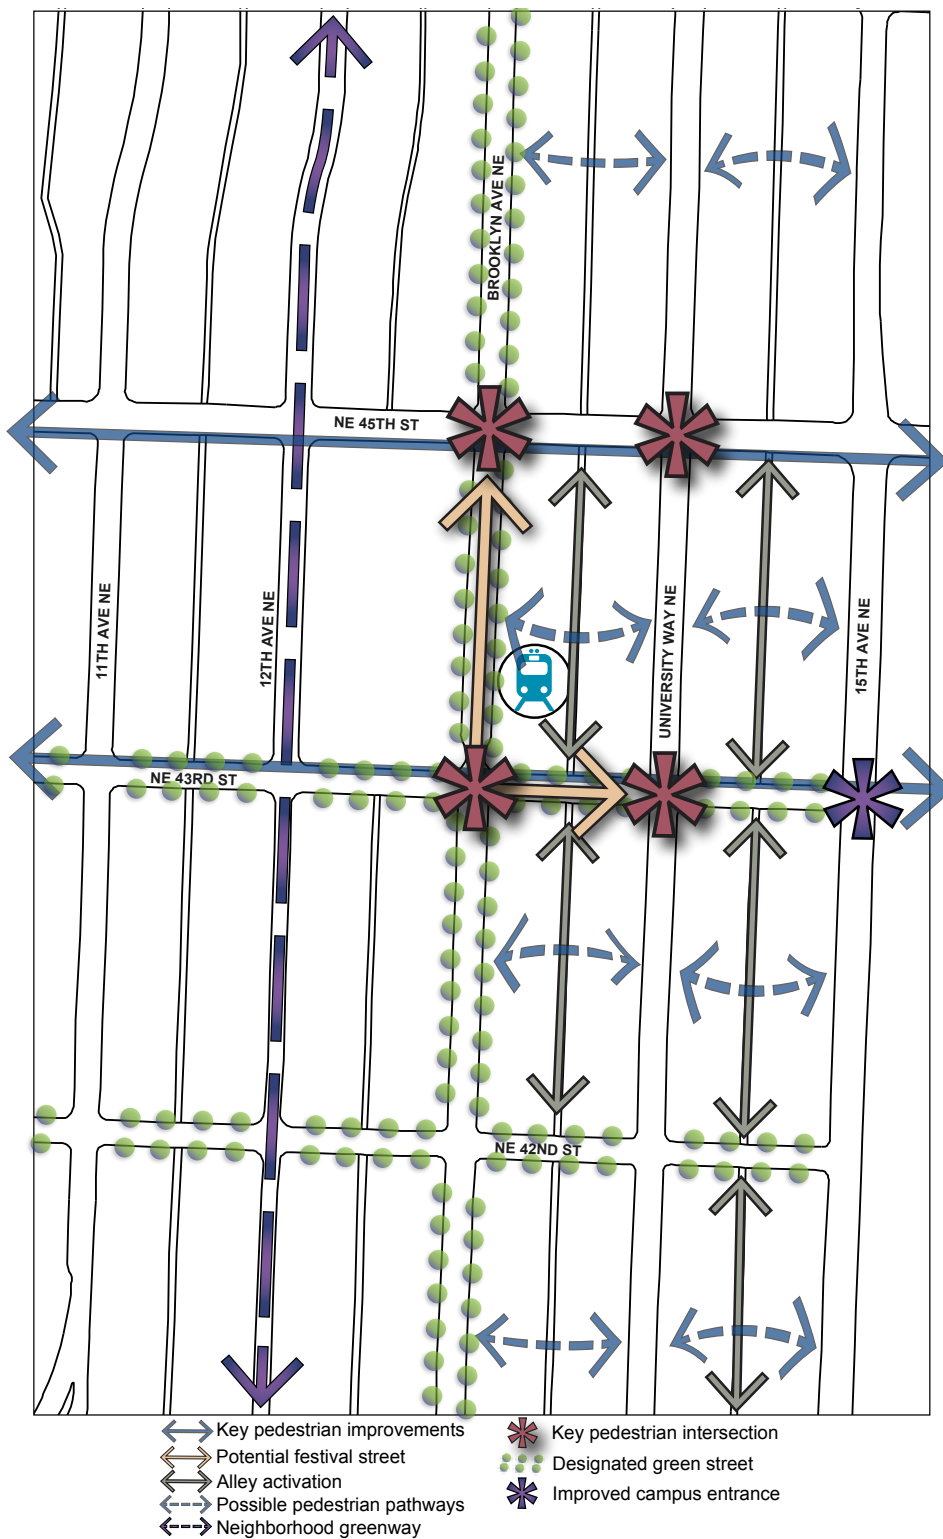 BROOKLYN AVE NE
NE 45TH ST
11TH AVE NE
12TH AVE NE
UNIVERSITY WAY NE
15TH AVE NE
NE 43RD ST
NE 42ND ST
Key pedestrian improvements
Potential festival street
Alley activation
Possible pedestrian pathways
Neighborhood greenway
Key pedestrian intersection
Designated green street
Improved campus entrance